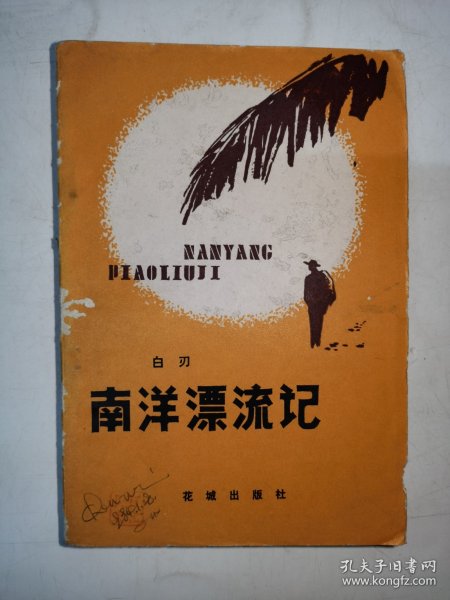 NANYANG
PIAOLIUJI
白刃
南洋漂流记
花城出版社
孔夫子旧书网
www.kongfz.com